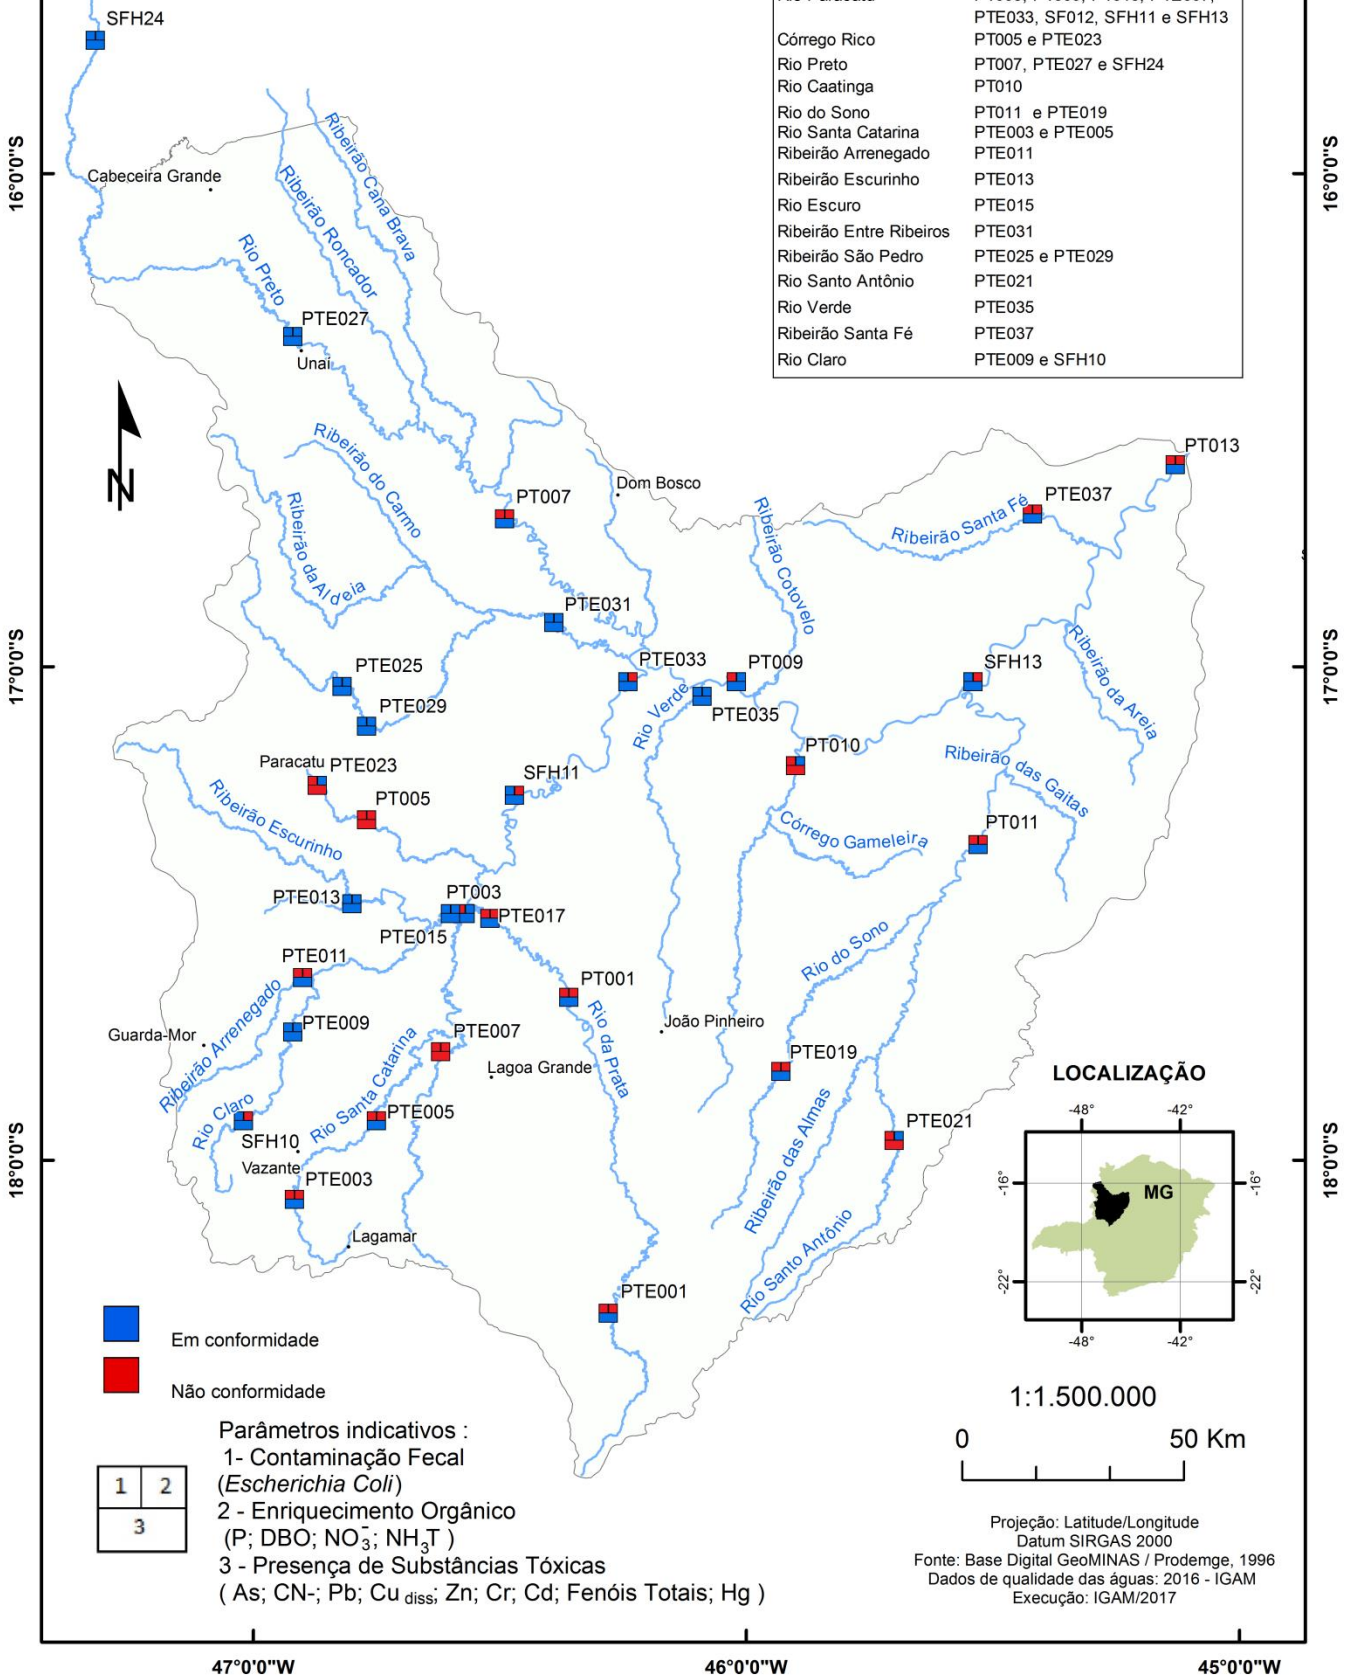 PTE033, SF012, SFH11 e SFH13
Córrego Rico PT005 e PTE023
Rio Preto PT007, PTE027 e SFH24
Rio Caatinga PT010
Rio do Sono PT011 e PTE019
Rio Santa Catarina PTE003 e PTE005
Ribeirão Arrenegado PTE011
Ribeirão Escurinho PTE013
Rio Escuro PTE015
Ribeirão Entre Ribeiros PTE031
Ribeirão São Pedro PTE025 e PTE029
Rio Santo Antônio PTE021
Rio Verde PTE035
Ribeirão Santa Fé PTE037
Rio Claro PTE009 e SFH10
SFH24
16°0'0"S
16°0'0"S
Cabeceira Grande
Ribeirão Cana Brava
Ribeirão Roncador
Rio Preto
PTE027
Unaí
N
Ribeirão do Carmo
Ribeirão da Aldeia
PT007
Dom Bosco
Ribeirão Cotovelo
Ribeirão Santa Fé
PTE037
PT013
PTE031
17°0'0"S
17°0'0"S
PTE025
PTE029
PTE033
PT009
PTE035
Rio Verde
SFH13
Ribeirão da Areia
Paracatu
PTE023
PT005
SFH11
PT010
Ribeirão das Gaitas
Ribeirão Escurinho
Córrego Gameleira
PT011
PTE013
PT003
PTE017
PTE015
Rio do Sono
PTE011
PT001
Ribeirão Arrenegado
PTE009
Guarda-Mor
PTE007
Lagoa Grande
Rio da Prata
João Pinheiro
PTE019
Rio Claro
SFH10
Rio Santa Catarina
PTE005
Vazante
PTE003
Lagamar
Ribeirão das Almas
PTE021
Rio Santo Antônio
PTE001
18°0'0"S
18°0'0"S
LOCALIZAÇÃO
-48° -42°
-16° -16°
MG
-22° -22°
-48° -42°
Em conformidade
Não conformidade
Parâmetros indicativos :
1- Contaminação Fecal
(Escherichia Coli)
2 - Enriquecimento Orgânico
(P; DBO; NO₃⁻; NH₃T )
3 - Presença de Substâncias Tóxicas
( As; CN-; Pb; Cu diss; Zn; Cr; Cd; Fenóis Totais; Hg )
1 2
3
1:1.500.000
0 50 Km
Projeção: Latitude/Longitude
Datum SIRGAS 2000
Fonte: Base Digital GeoMINAS / Prodemge, 1996
Dados de qualidade das águas: 2016 - IGAM
Execução: IGAM/2017
47°0'0"W 46°0'0"W 45°0'0"W